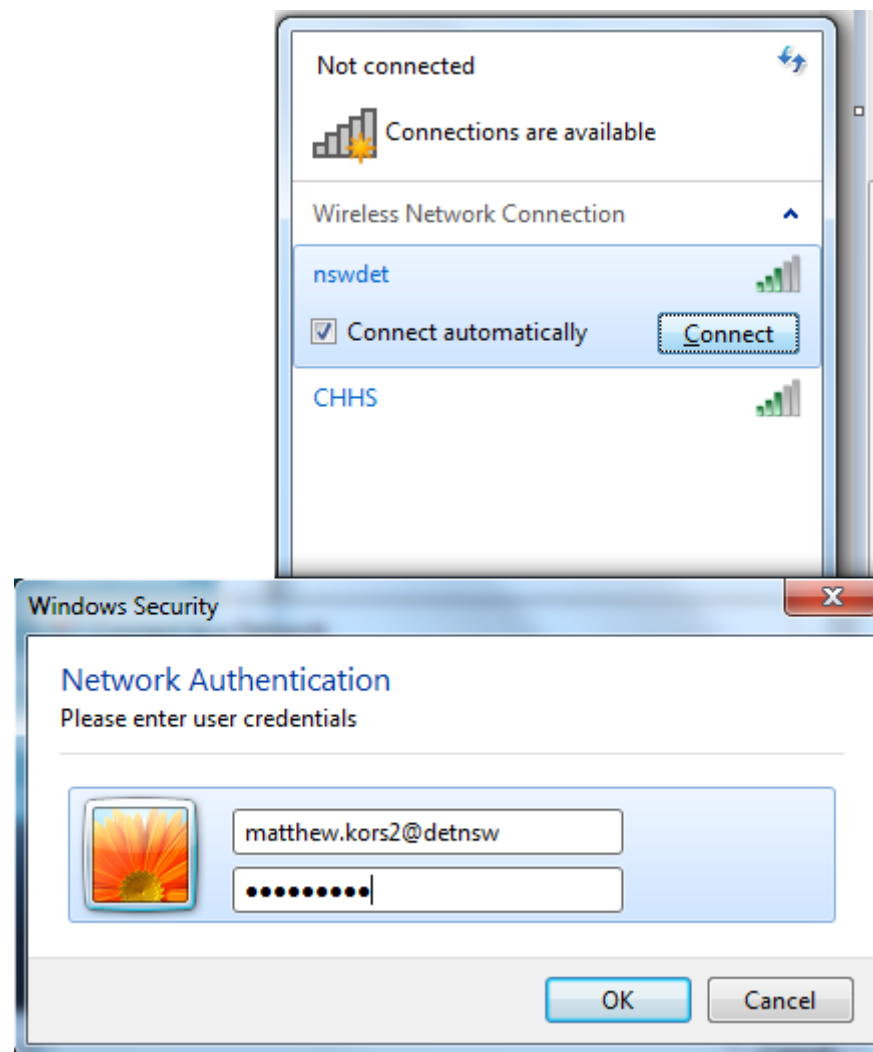 Not connected
Connections are available
Wireless Network Connection
nswdet
Connect automatically Connect
CHHS
Windows Security
Network Authentication
Please enter user credentials
matthew.kors2@detnsw
●●●●●●●●●
OK Cancel